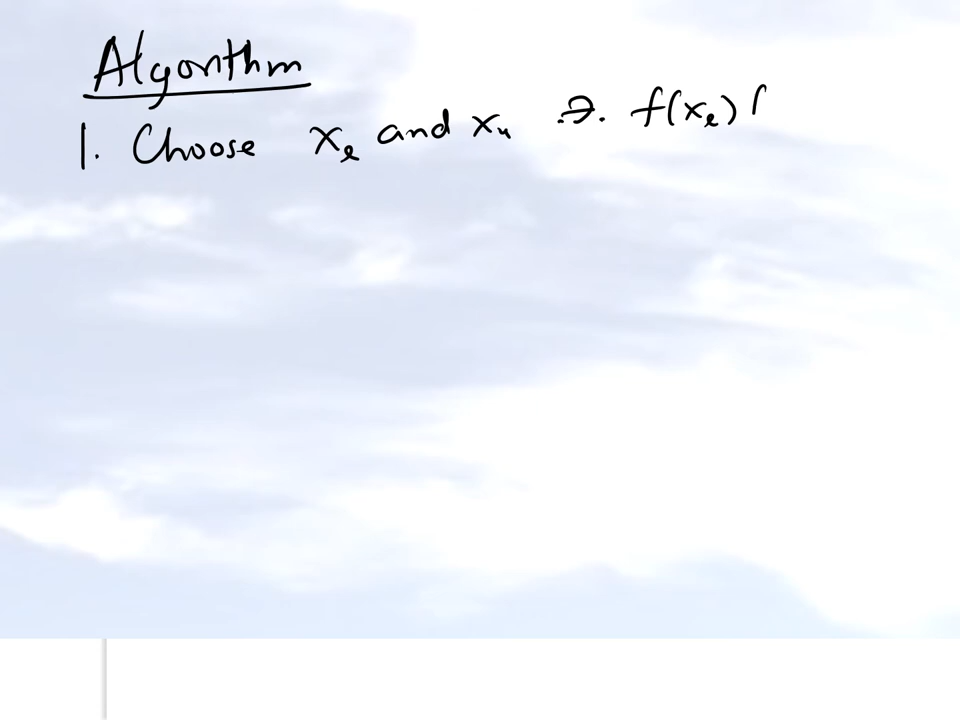 Algorithm
1. Choose xₗ and xᵤ .∋. f(xₗ) f